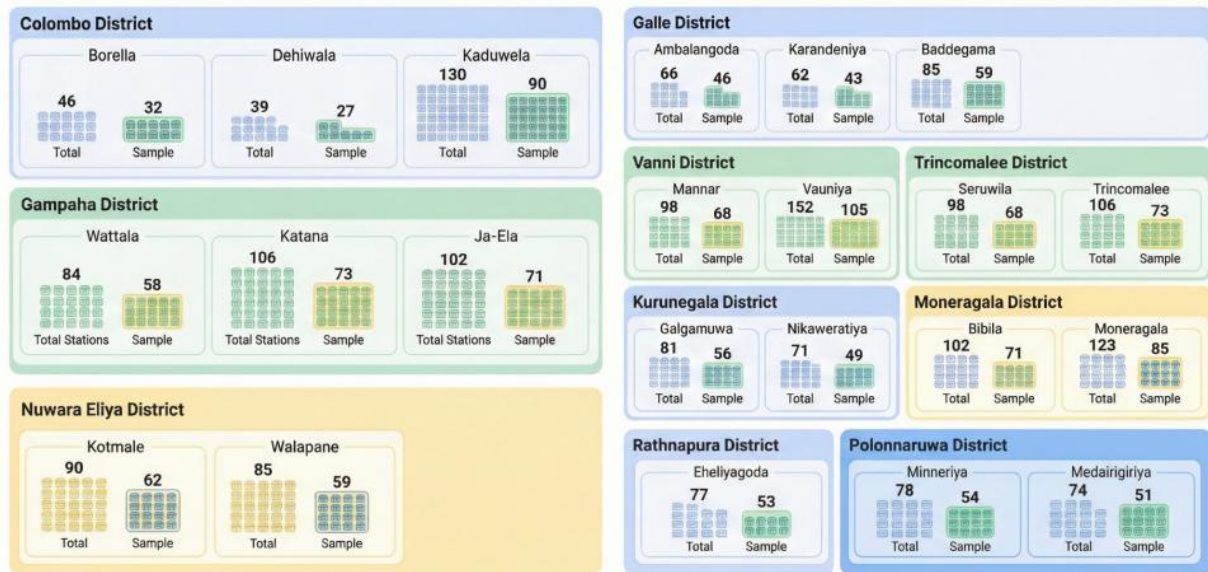 Colombo District
Borella
46
32
Total
Sample
Dehiwala
39
27
Total
Sample
Kaduwela
130
90
Total
Sample
Gampaha District
Wattala
84
58
Total Stations
Sample
Katana
106
73
Total Stations
Sample
Ja-Ela
102
71
Total Stations
Sample
Nuwara Eliya District
Kotmale
90
62
Total
Sample
Walapane
85
59
Total
Sample
Galle District
Ambalangoda
66
46
Total
Sample
Karandeniya
62
43
Total
Sample
Baddegama
85
59
Total
Sample
Vanni District
Mannar
98
68
Total
Sample
Vauniya
152
105
Total
Sample
Trincomalee District
Seruwila
98
68
Total
Sample
Trincomalee
106
73
Total
Sample
Kurunegala District
Galgamuwa
81
56
Total
Sample
Nikaweratiya
71
49
Total
Sample
Moneragala District
Bibila
102
71
Total
Sample
Moneragala
123
85
Total
Sample
Rathnapura District
Eheliyagoda
77
53
Total
Sample
Polonnaruwa District
Minneriya
78
54
Total
Sample
Medairigiriya
74
51
Total
Sample